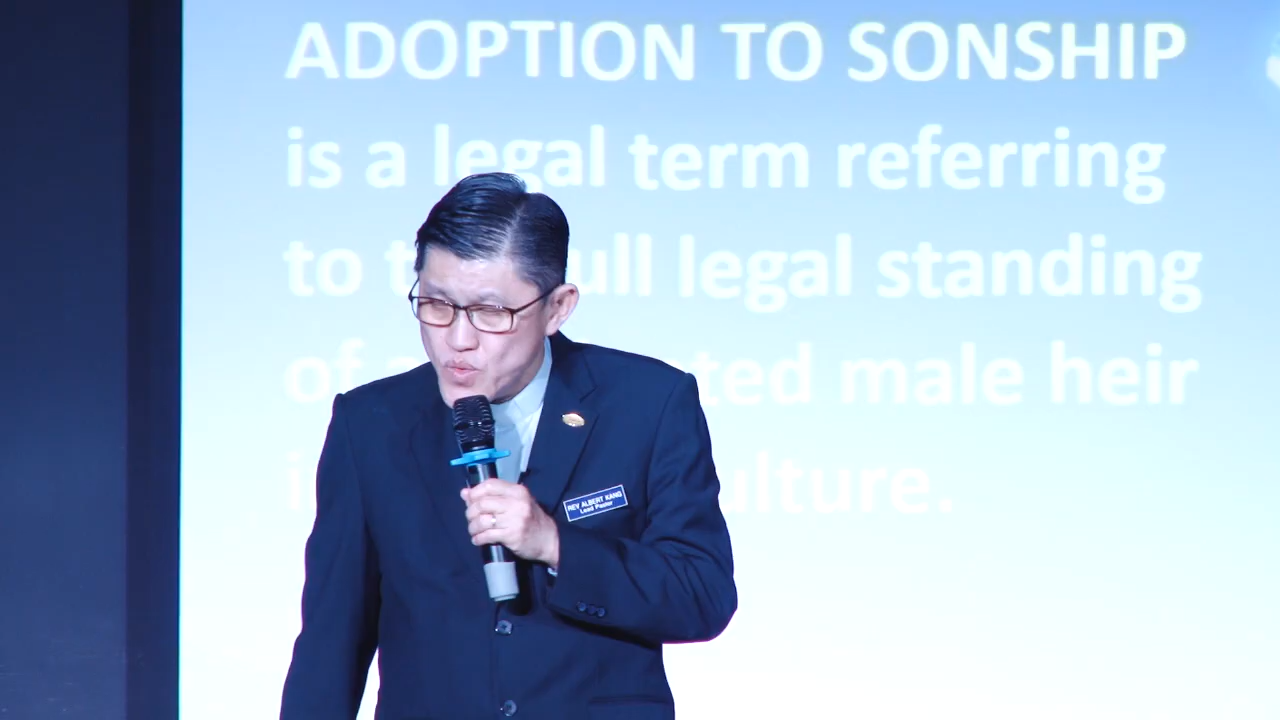 ADOPTION TO SONSHIP
is a legal term referring
to ull legal standing
of ted male heir
ulture.
REV ALBERT KANG
Lead Pastor